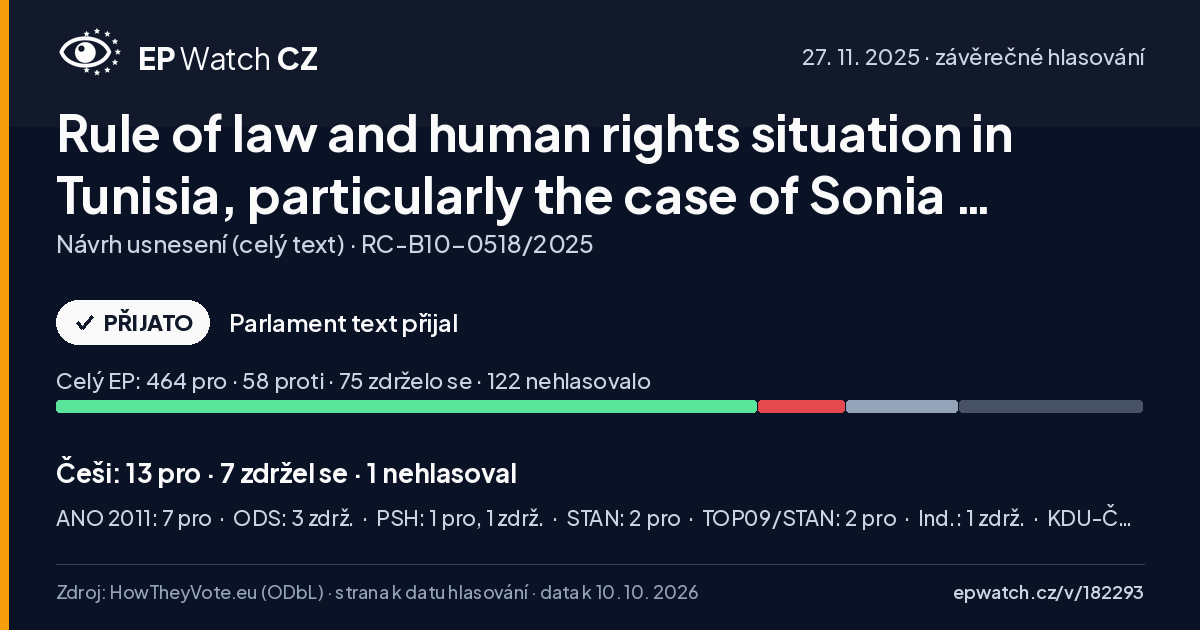 EP Watch CZ
27. 11. 2025 · závěrečné hlasování
Rule of law and human rights situation in
Tunisia, particularly the case of Sonia …
Návrh usnesení (celý text) · RC-B10-0518/2025
✓ PŘIJATO
Parlament text přijal
Celý EP: 464 pro · 58 proti · 75 zdrželo se · 122 nehlasovalo
Češi: 13 pro · 7 zdržel se · 1 nehlasoval
ANO 2011: 7 pro · ODS: 3 zdrž. · PSH: 1 pro, 1 zdrž. · STAN: 2 pro · TOP09/STAN: 2 pro · Ind.: 1 zdrž. · KDU-Č…
Zdroj: HowTheyVote.eu (ODbL) · strana k datu hlasování · data k 10. 10. 2026
epwatch.cz/v/182293